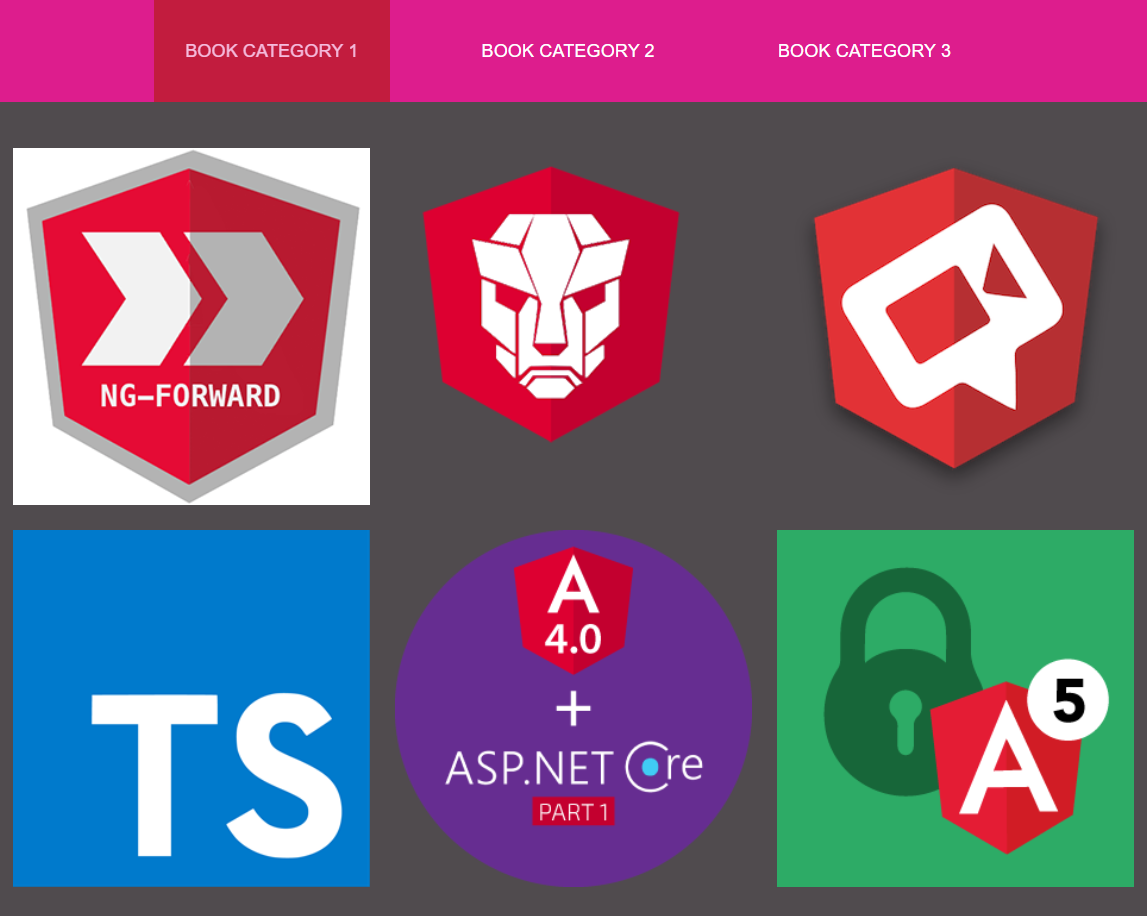 BOOK CATEGORY 1
BOOK CATEGORY 2
BOOK CATEGORY 3
NG-FORWARD
TS
A
4.0
+
ASP.NET Core
PART 1
5
A